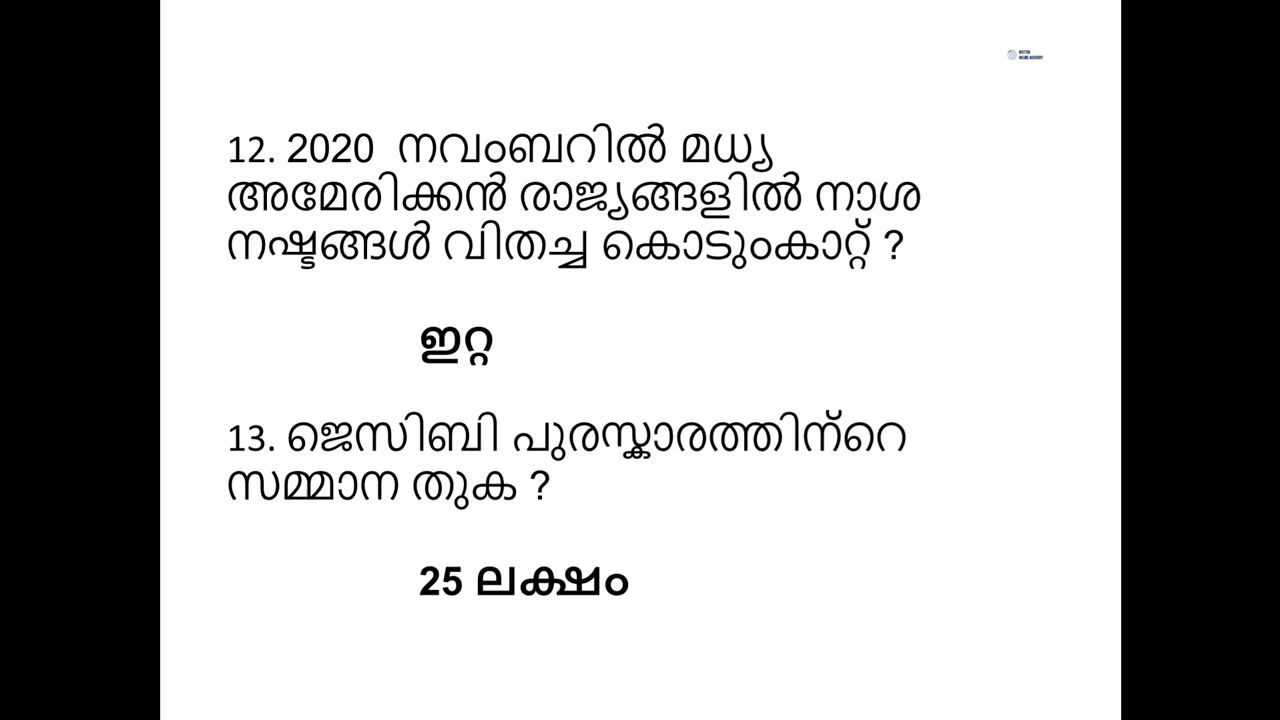 12. 2020 നവംബറിൽ മധ്യ
അമേരിക്കൻ രാജ്യങ്ങളിൽ നാശ
നഷ്ടങ്ങൾ വിതച്ച കൊടുംകാറ്റ് ?
ഇറ്റ
13. ജെസിബി പുരസ്കാരത്തിന്റെ
സമ്മാന തുക ?
25 ലക്ഷം